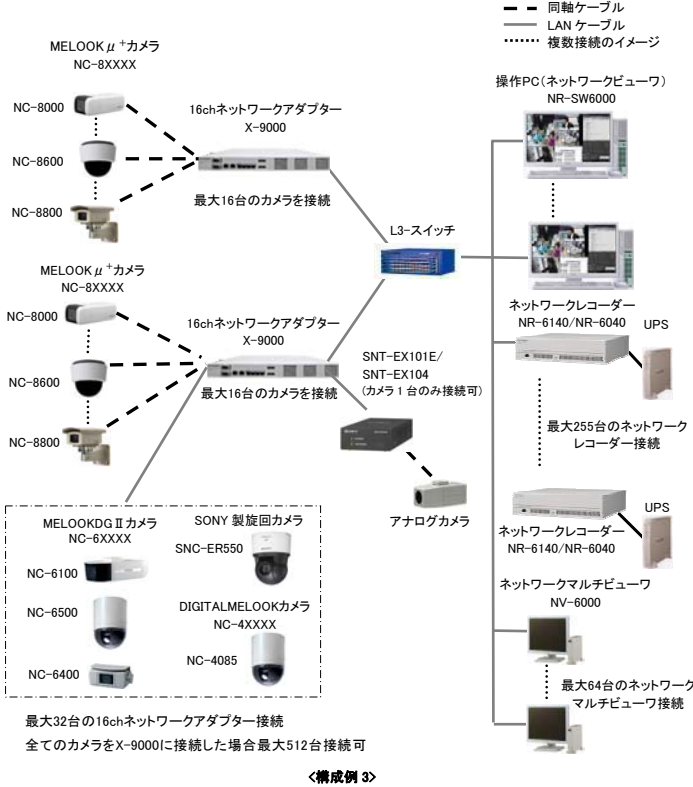 同軸ケーブル
LAN ケーブル
複数接続のイメージ
MELOOKμ+カメラ
NC-8XXXX
NC-8000
NC-8600
NC-8800
16chネットワークアダプター
X-9000
最大16台のカメラを接続
操作PC(ネットワークビューワ)
NR-SW6000
L3-スイッチ
MELOOKμ+カメラ
NC-8XXXX
NC-8000
NC-8600
NC-8800
16chネットワークアダプター
X-9000
最大16台のカメラを接続
SNT-EX101E/
SNT-EX104
(カメラ1台のみ接続可)
アナログカメラ
ネットワークレコーダー
NR-6140/NR-6040
UPS
最大255台のネットワーク
レコーダー接続
UPS
ネットワークレコーダー
NR-6140/NR-6040
ネットワークマルチビューワ
NV-6000
最大64台のネットワーク
マルチビューワ接続
MELOOKDGⅡカメラ
NC-6XXXX
NC-6100
NC-6500
NC-6400
SONY 製旋回カメラ
SNC-ER550
DIGITALMELOOKカメラ
NC-4XXXX
NC-4085
最大32台の16chネットワークアダプター接続
全てのカメラをX-9000に接続した場合最大512台接続可
<構成例 3>